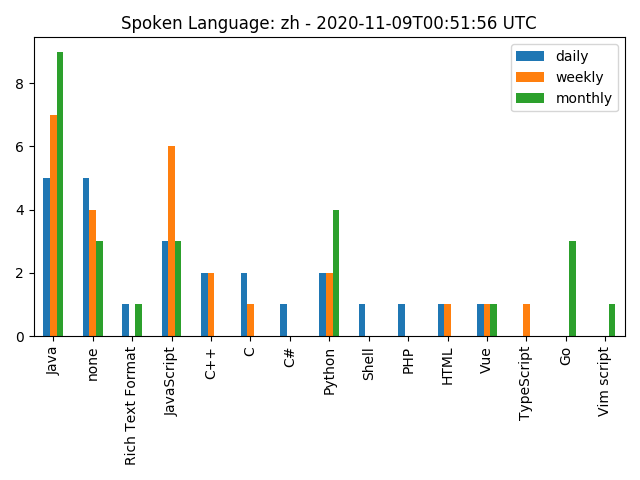 Spoken Language: zh - 2020-11-09T00:51:56 UTC
daily
weekly
monthly
8
6
4
2
0
Java
none
Rich Text Format
JavaScript
C++
C
C#
Python
Shell
PHP
HTML
Vue
TypeScript
Go
Vim script